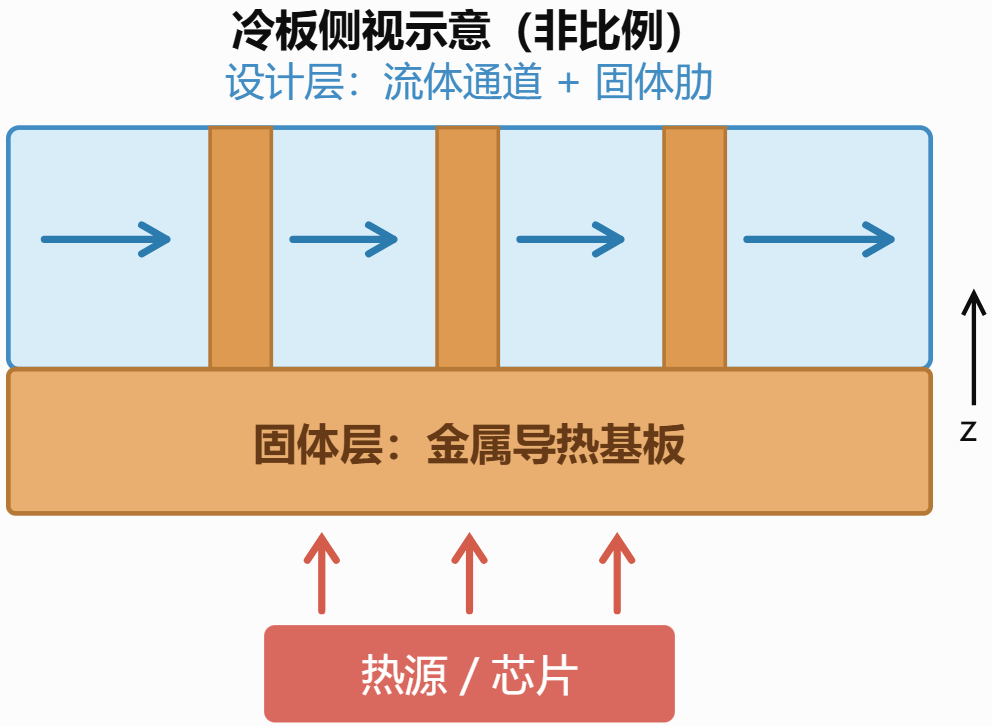 冷板侧视示意（非比例）
设计层：流体通道 + 固体肋
z
固体层：金属导热基板
热源 / 芯片